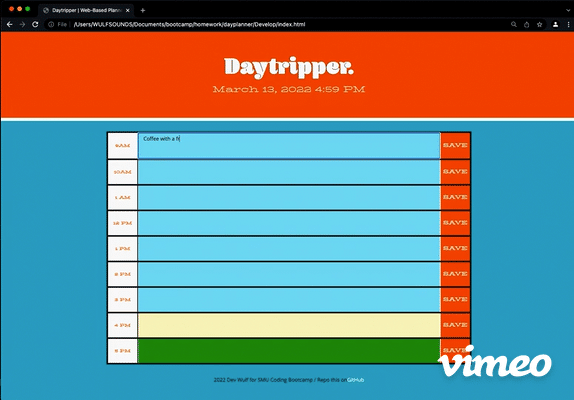 Daytripper | Web-Based Planne
File | /Users/WULFSOUNDS/Documents/bootcamp/homework/dayplanner/Develop/index.html
Daytripper.
March 13, 2022 4:59 PM
9AM Coffee with a fr SAVE
10AM SAVE
1 AM SAVE
12 PM SAVE
1 PM SAVE
2 PM SAVE
3 PM SAVE
4 PM SAVE
5 PM SAVE
vimeo
2022 Dev Wulf for SMU Coding Bootcamp / Repo this on GitHub